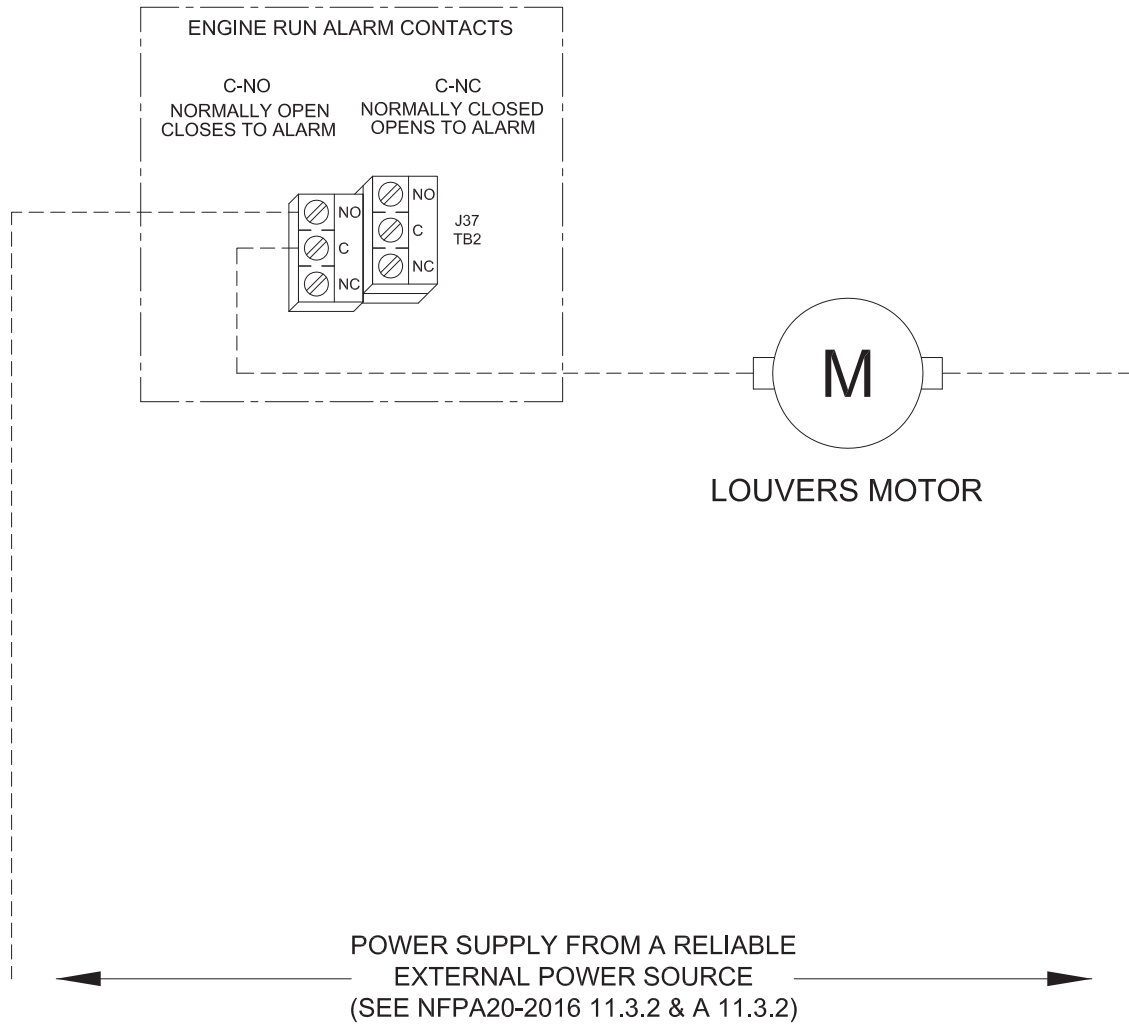 ENGINE RUN ALARM CONTACTS
C-NO
NORMALLY OPEN
CLOSES TO ALARM
C-NC
NORMALLY CLOSED
OPENS TO ALARM
NO
C
NC
NO
C
NC
J37
TB2
M
LOUVERS MOTOR
POWER SUPPLY FROM A RELIABLE
EXTERNAL POWER SOURCE
(SEE NFPA20-2016 11.3.2 & A 11.3.2)